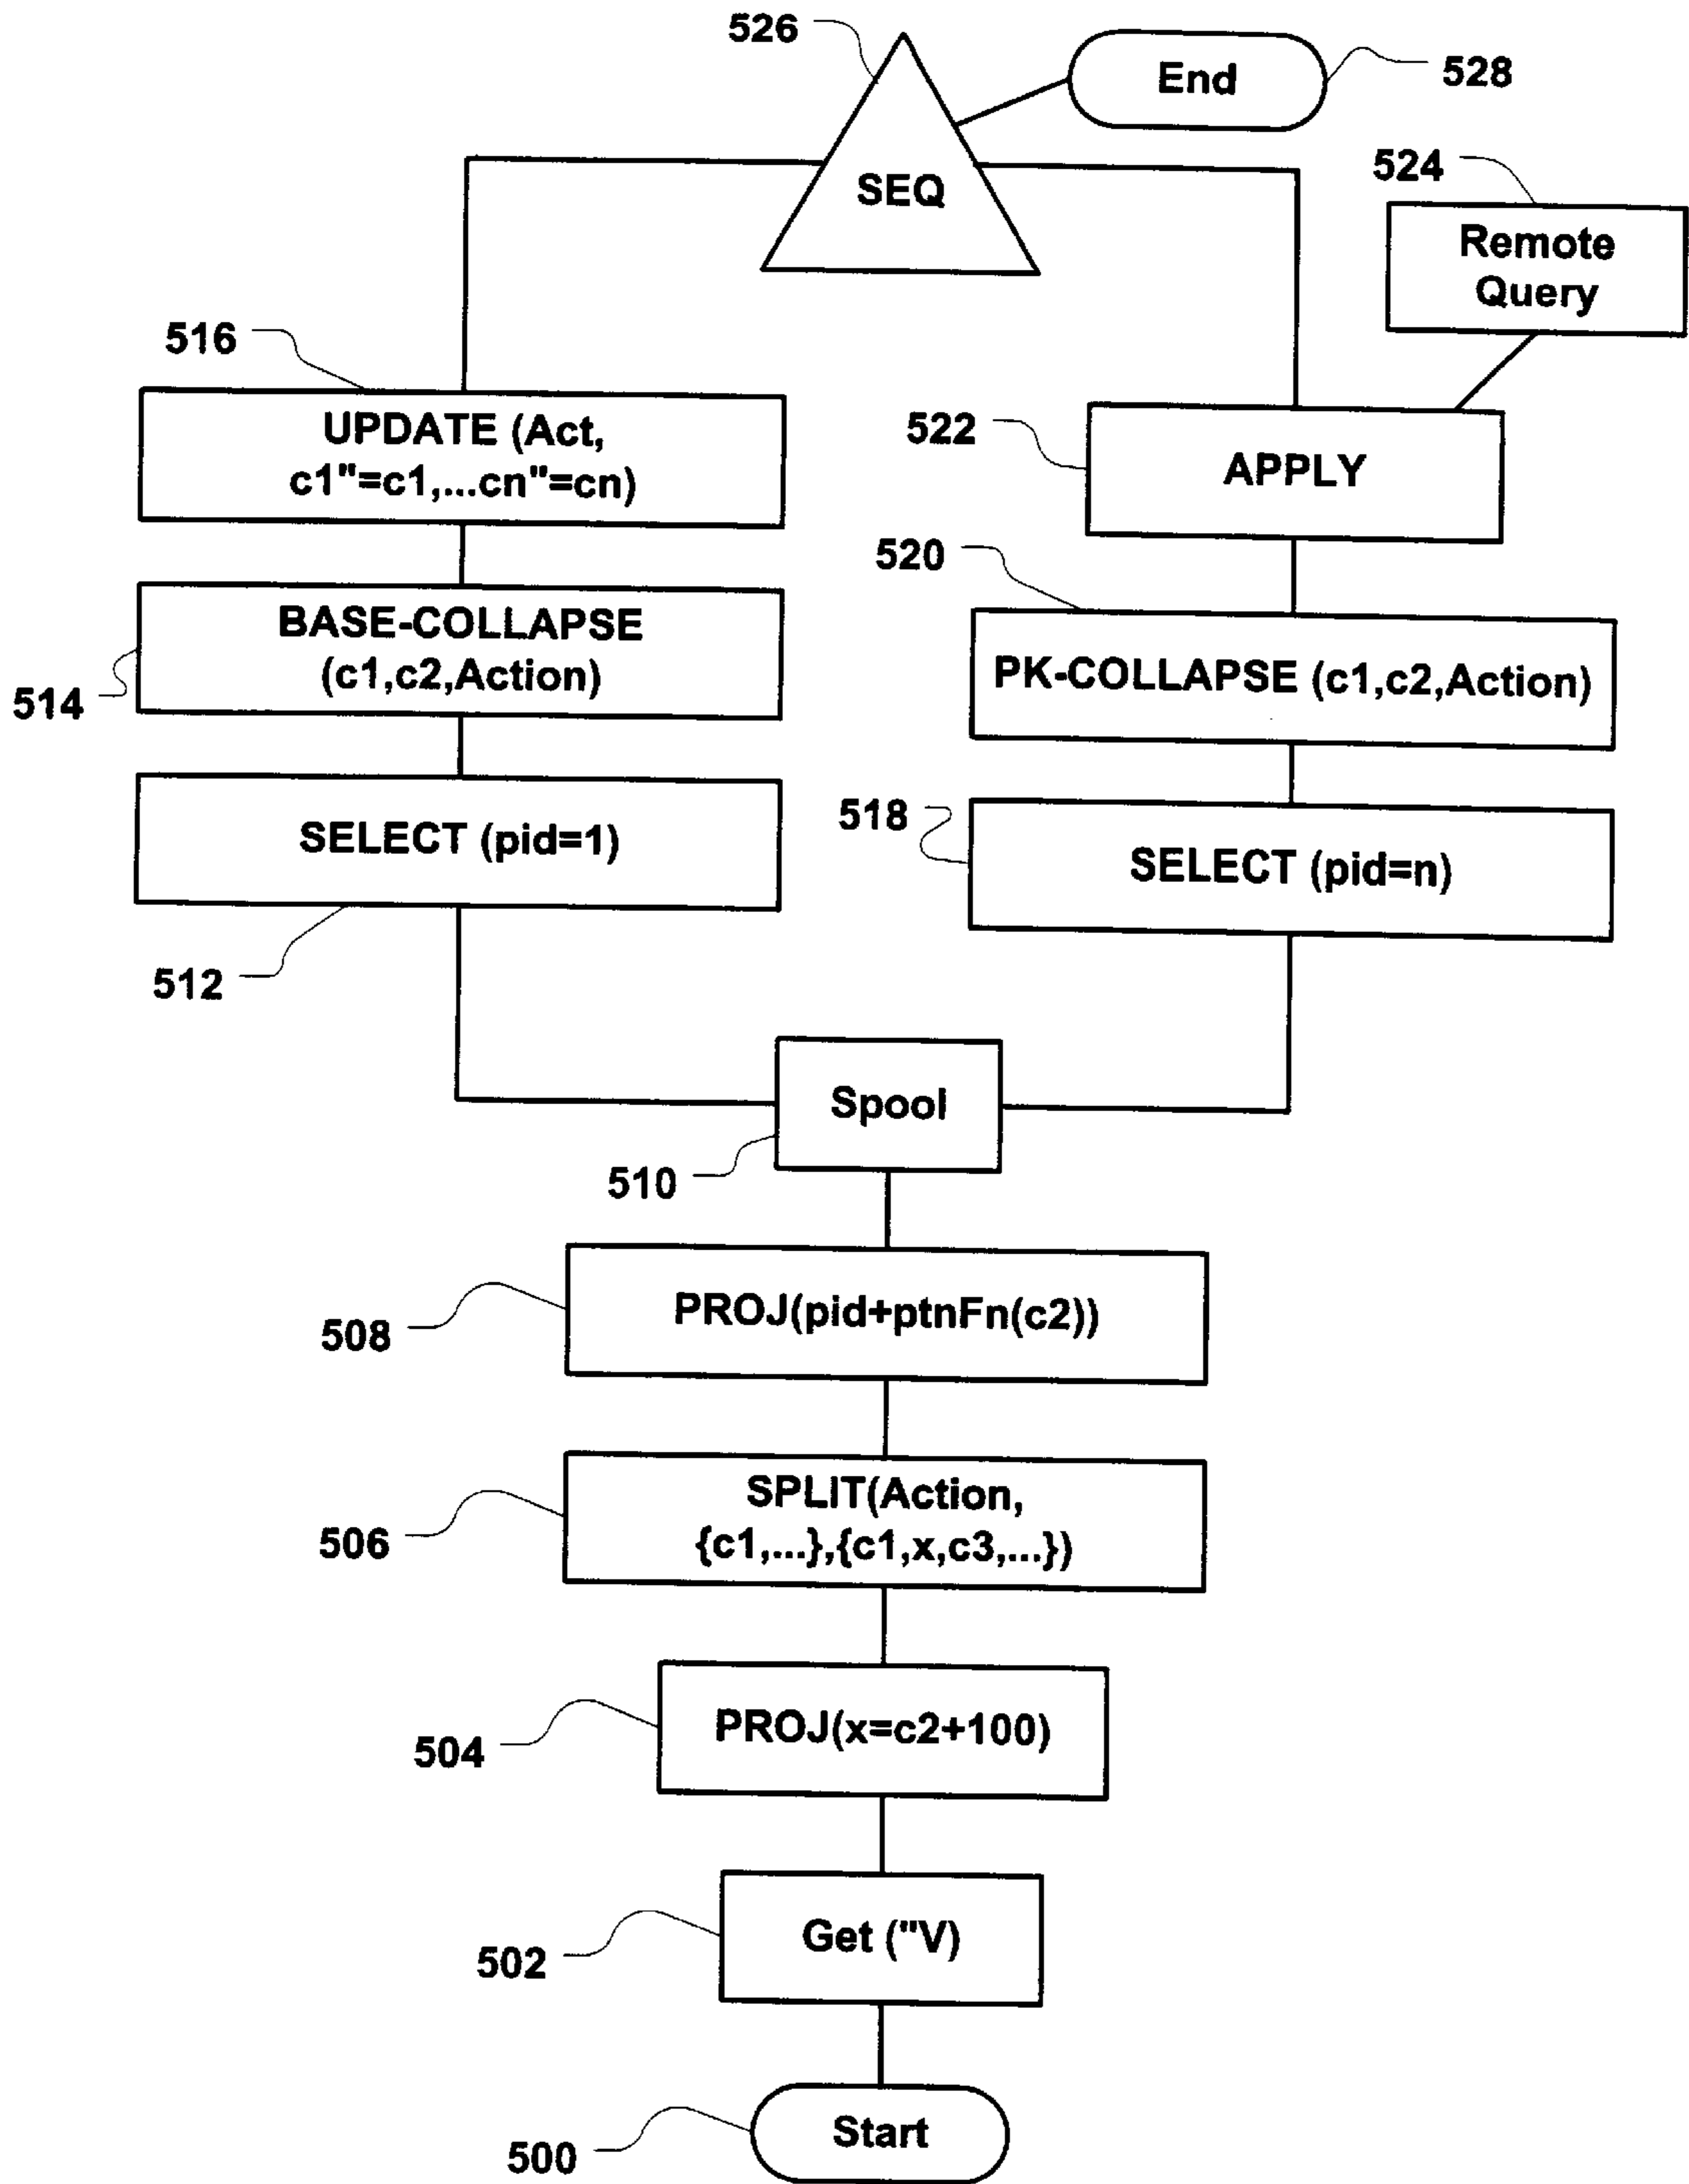 526
End
528
SEQ
524
Remote
Query
516
UPDATE (Act,
c1"=c1,...cn"=cn)
522
APPLY
520
BASE-COLLAPSE
(c1,c2,Action)
514
PK-COLLAPSE (c1,c2,Action)
SELECT (pid=1)
518
SELECT (pid=n)
512
Spool
510
PROJ(pid+ptnFn(c2))
508
SPLIT(Action,
{c1,...},{c1,x,c3,...})
506
PROJ(x=c2+100)
504
Get ("V)
502
Start
500